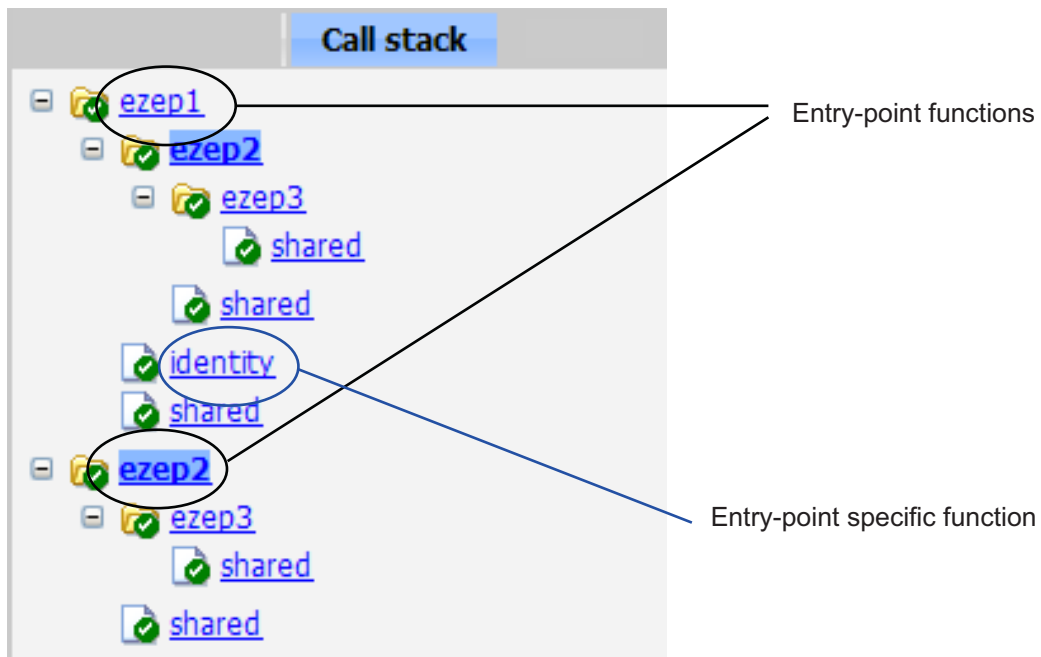 Call stack
ezep1
Entry-point functions
ezep2
ezep3
shared
shared
identity
shared
ezep2
ezep3
Entry-point specific function
shared
shared